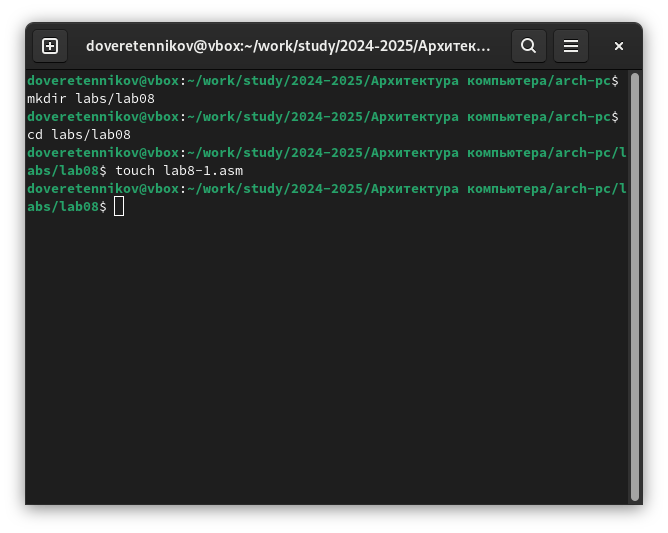 doveretennikov@vbox:~/work/study/2024-2025/Архитек...
doveretennikov@vbox:~/work/study/2024-2025/Архитектура компьютера/arch-pc$
mkdir labs/lab08
doveretennikov@vbox:~/work/study/2024-2025/Архитектура компьютера/arch-pc$
cd labs/lab08
doveretennikov@vbox:~/work/study/2024-2025/Архитектура компьютера/arch-pc/l
abs/lab08$ touch lab8-1.asm
doveretennikov@vbox:~/work/study/2024-2025/Архитектура компьютера/arch-pc/l
abs/lab08$